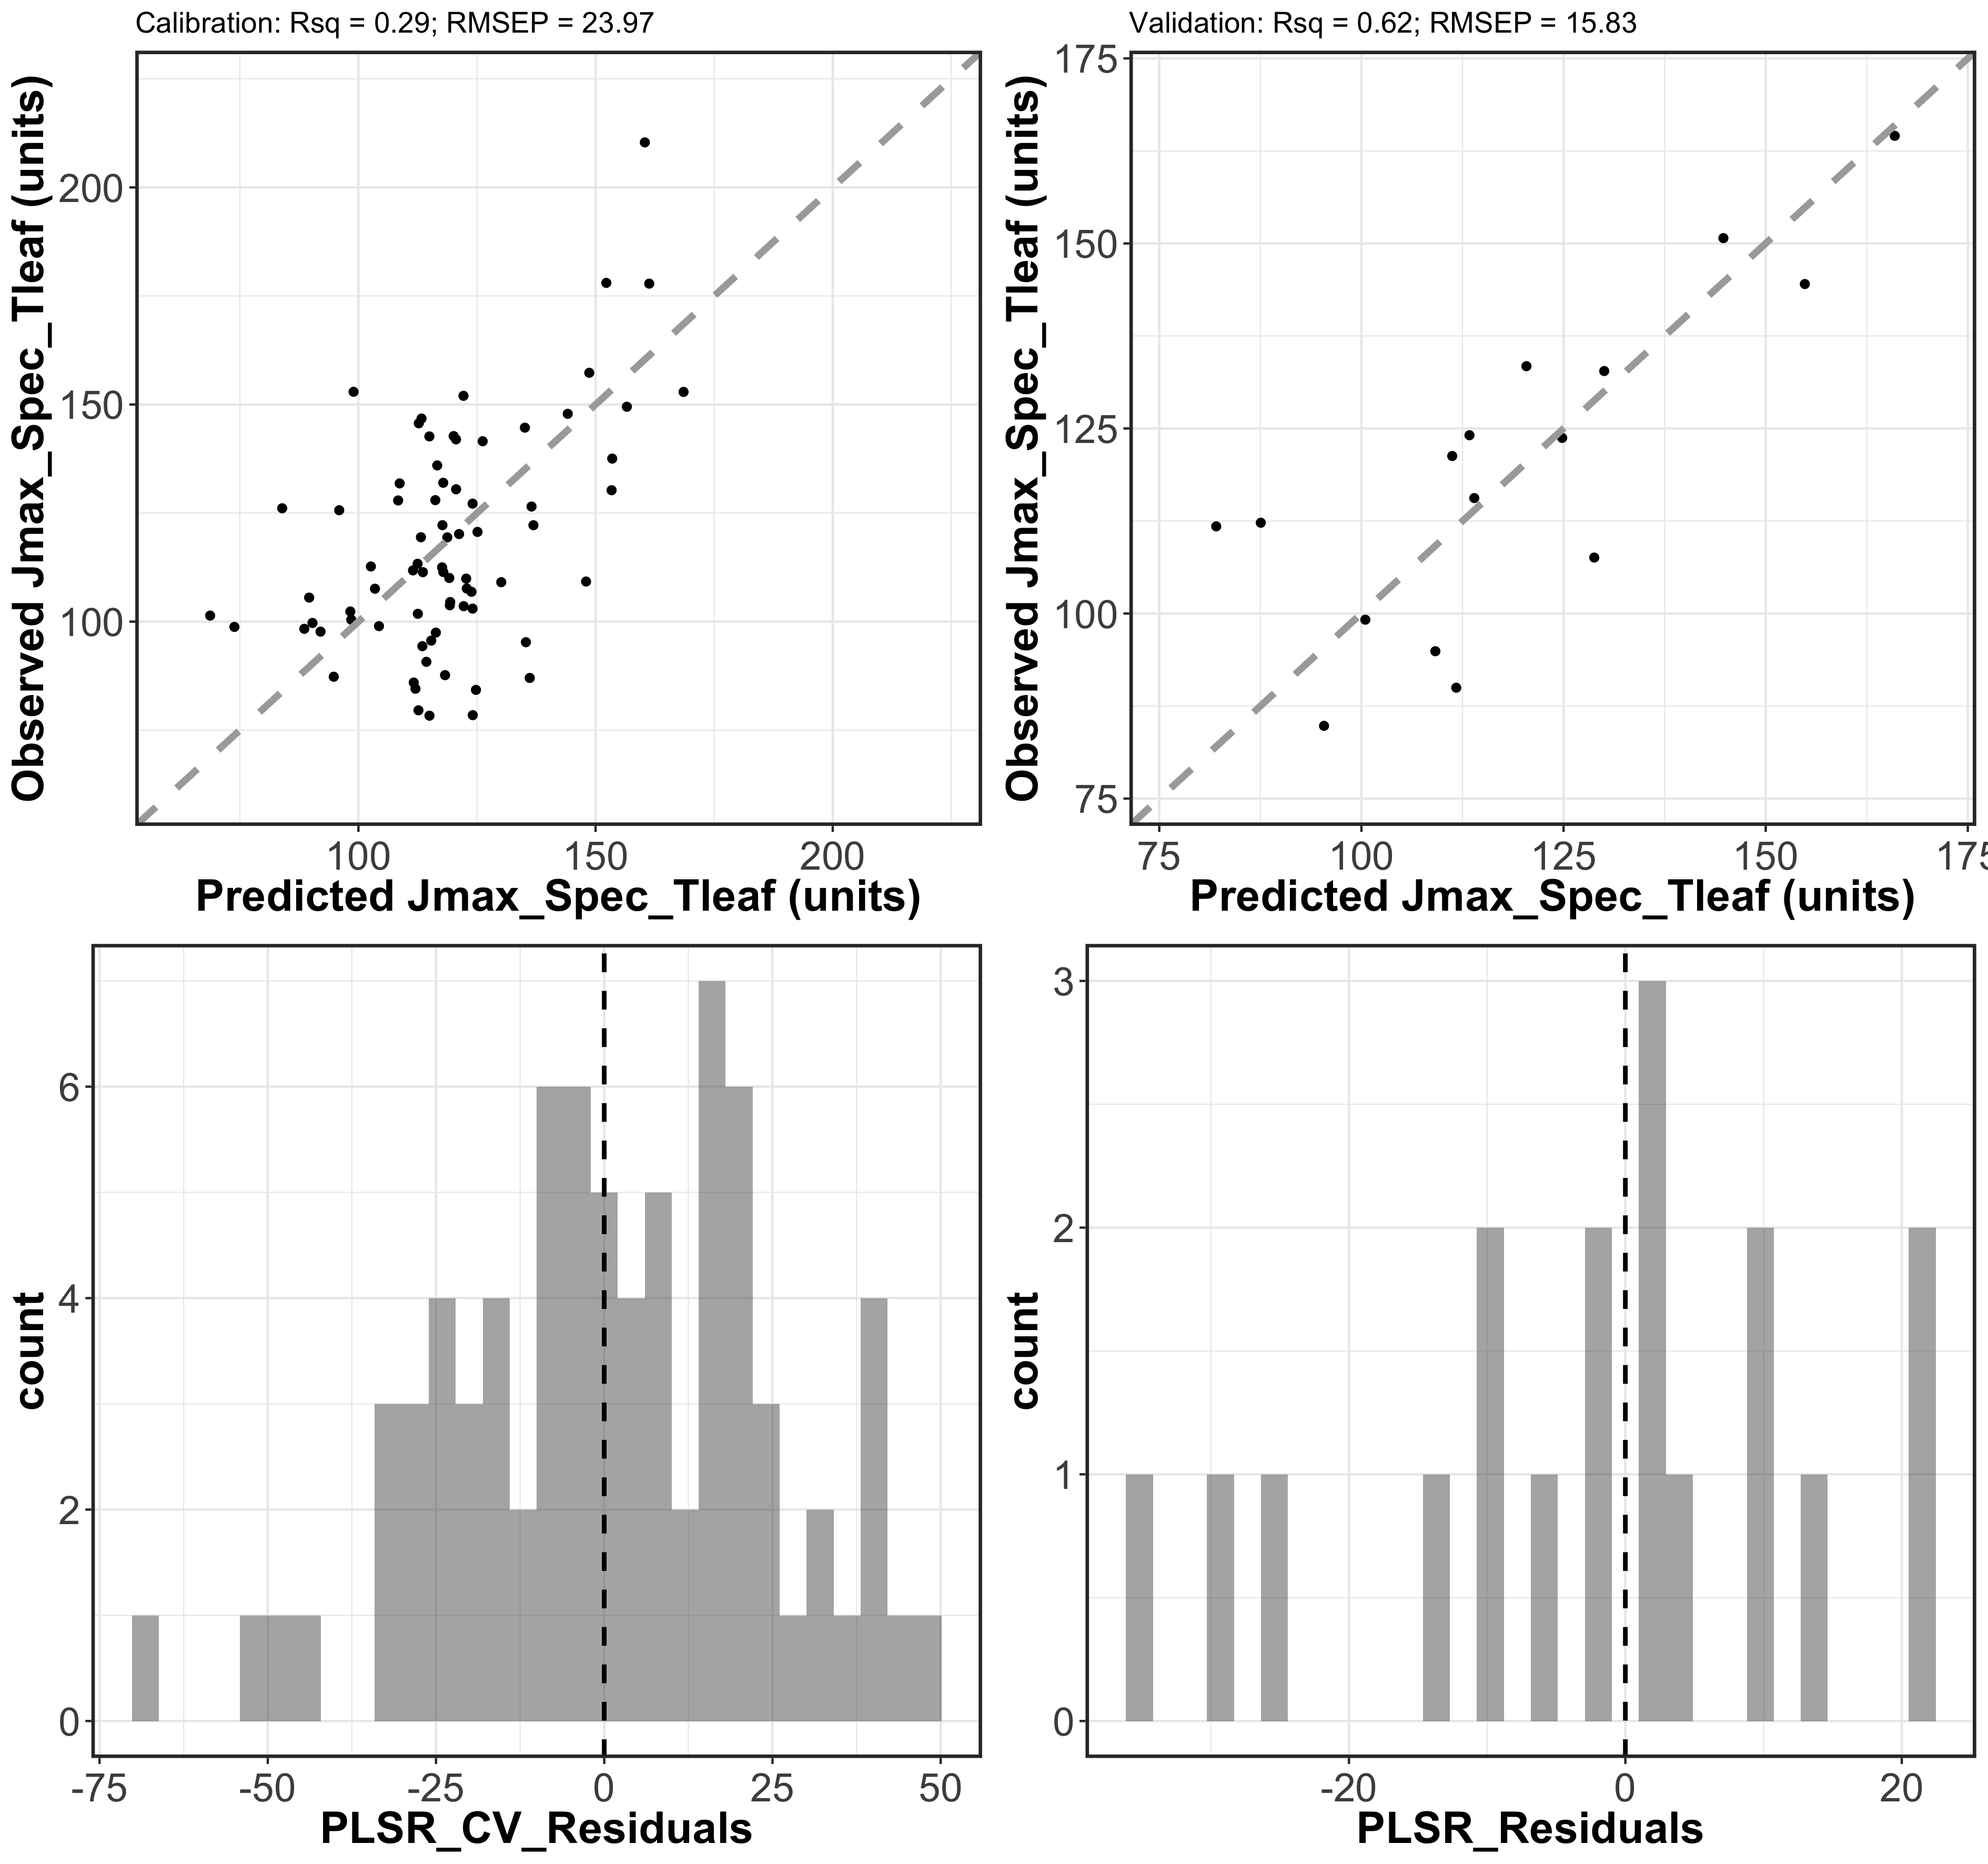 Calibration: Rsq = 0.29; RMSEP = 23.97
Observed Jmax_Spec_Tleaf (units)
200
150
100
100 150 200
Predicted Jmax_Spec_Tleaf (units)
Validation: Rsq = 0.62; RMSEP = 15.83
Observed Jmax_Spec_Tleaf (units)
175
150
125
100
75
75 100 125 150 175
Predicted Jmax_Spec_Tleaf (units)
count
6
4
2
0
-75 -50 -25 0 25 50
PLSR_CV_Residuals
count
3
2
1
0
-20 0 20
PLSR_Residuals